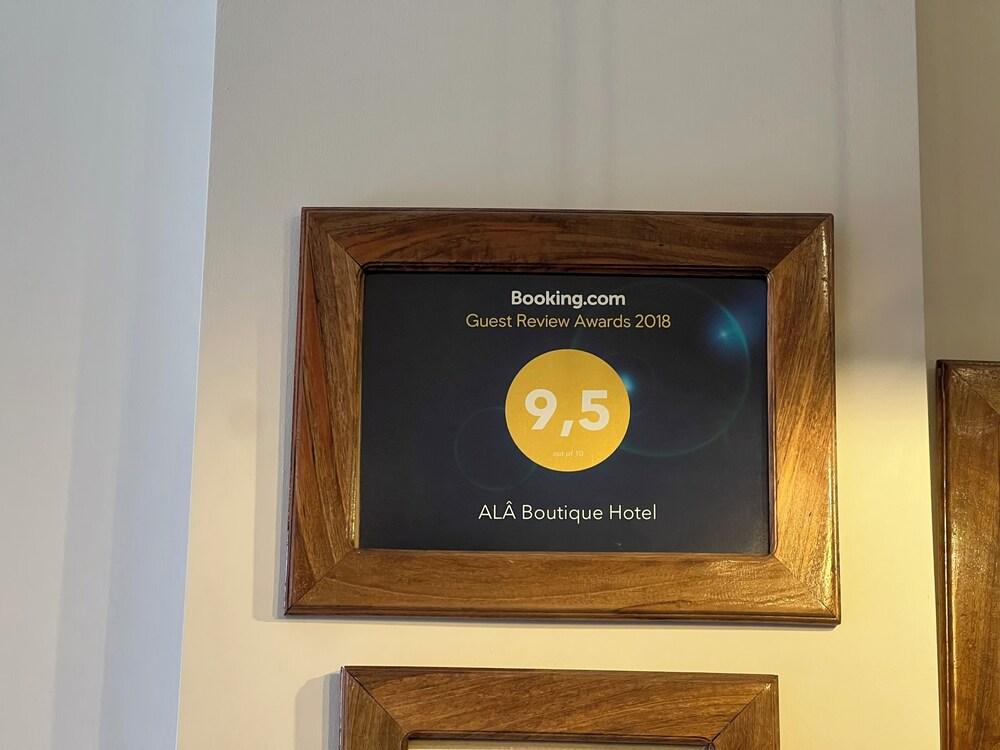 Booking.com
Guest Review Awards 2018
9,5
out of 10
ALÂ Boutique Hotel